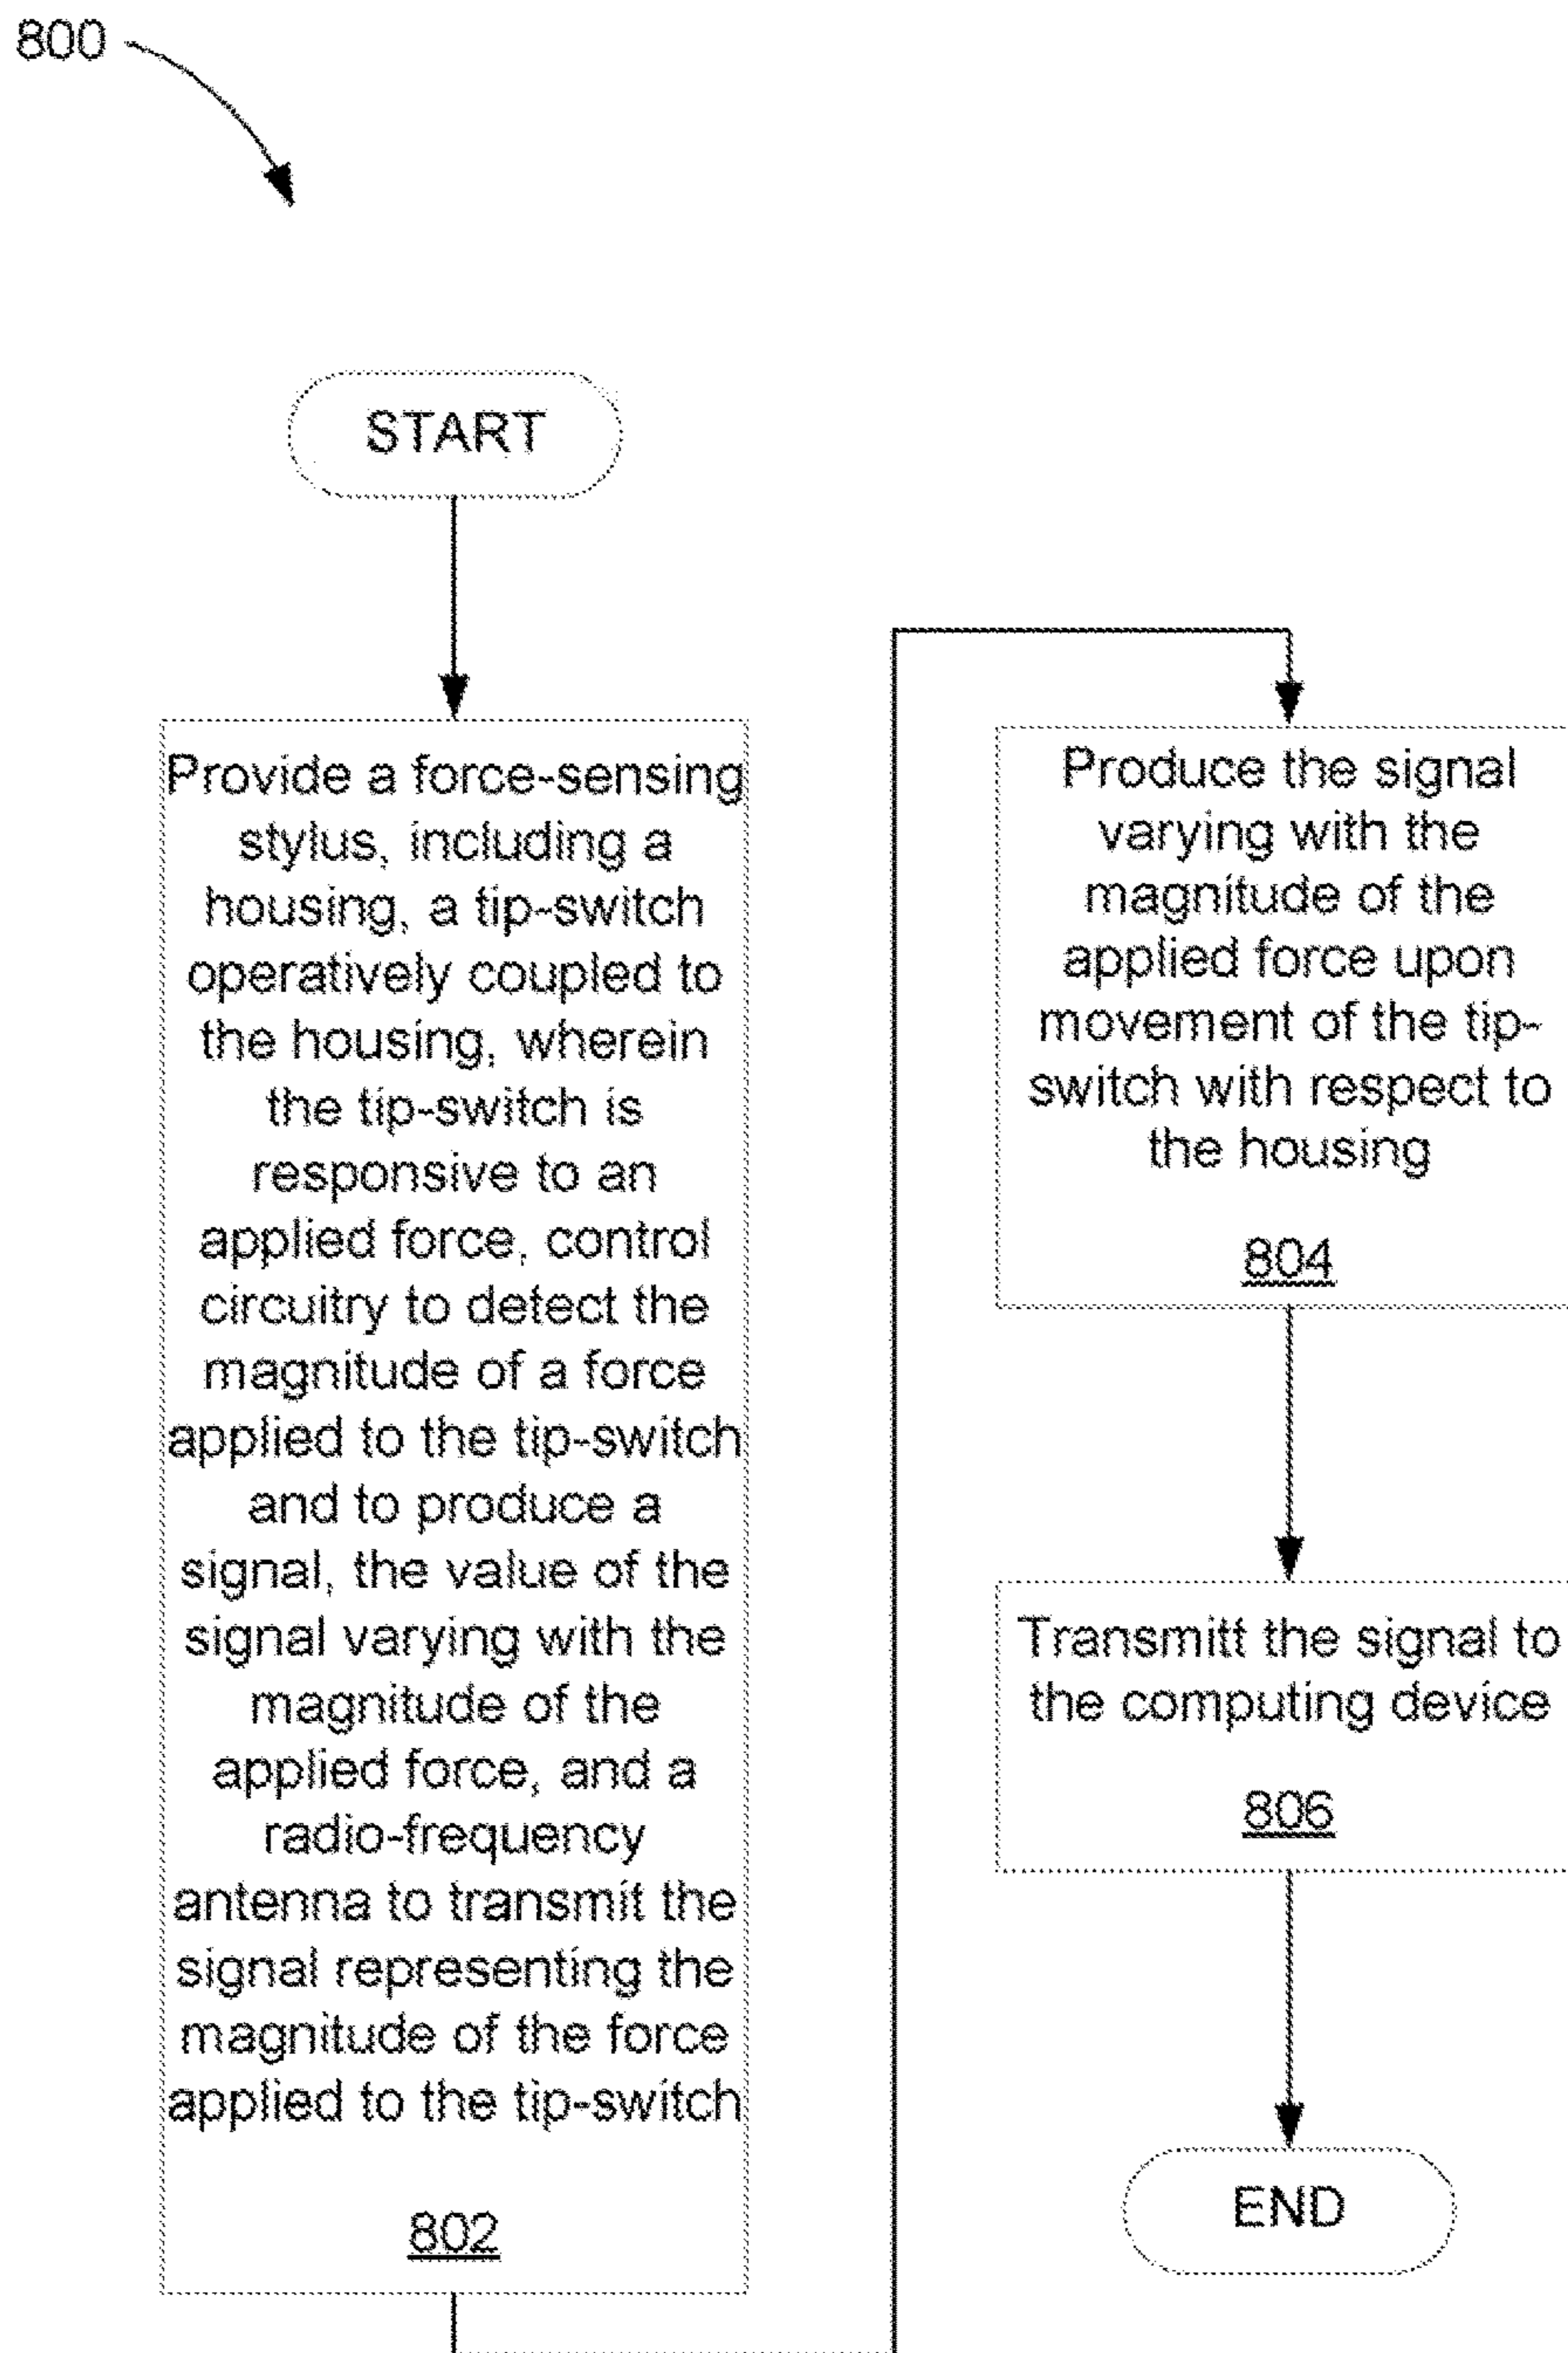 800
START
Provide a force-sensing
stylus, including a
housing, a tip-switch
operatively coupled to
the housing, wherein
the tip-switch is
responsive to an
applied force, control
circuitry to detect the
magnitude of a force
applied to the tip-switch
and to produce a
signal, the value of the
signal varying with the
magnitude of the
applied force, and a
radio-frequency
antenna to transmit the
signal representing the
magnitude of the force
applied to the tip-switch
802
Produce the signal
varying with the
magnitude of the
applied force upon
movement of the tip-
switch with respect to
the housing
804
Transmitt the signal to
the computing device
806
END